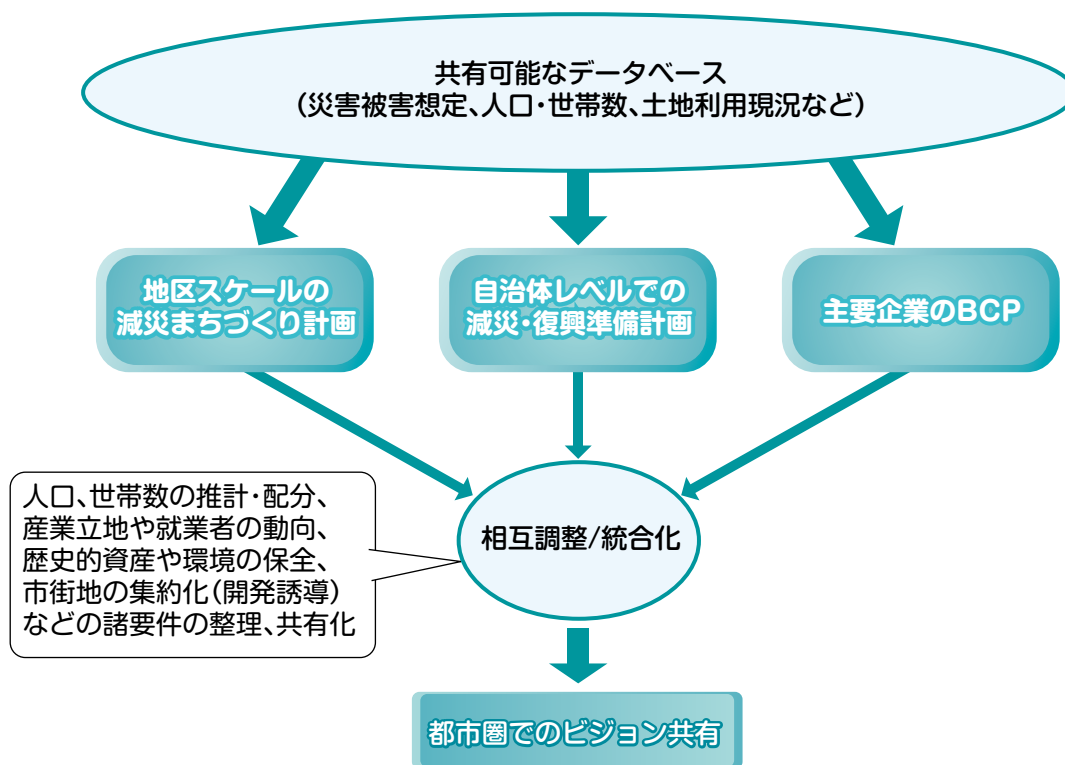 共有可能なデータベース
(災害被害想定、人口・世帯数、土地利用現況など)
地区スケールの
減災まちづくり計画
自治体レベルでの
減災・復興準備計画
主要企業のBCP
人口、世帯数の推計・配分、
産業立地や就業者の動向、
歴史的資産や環境の保全、
市街地の集約化(開発誘導)
などの諸要件の整理、共有化
相互調整/統合化
都市圏でのビジョン共有